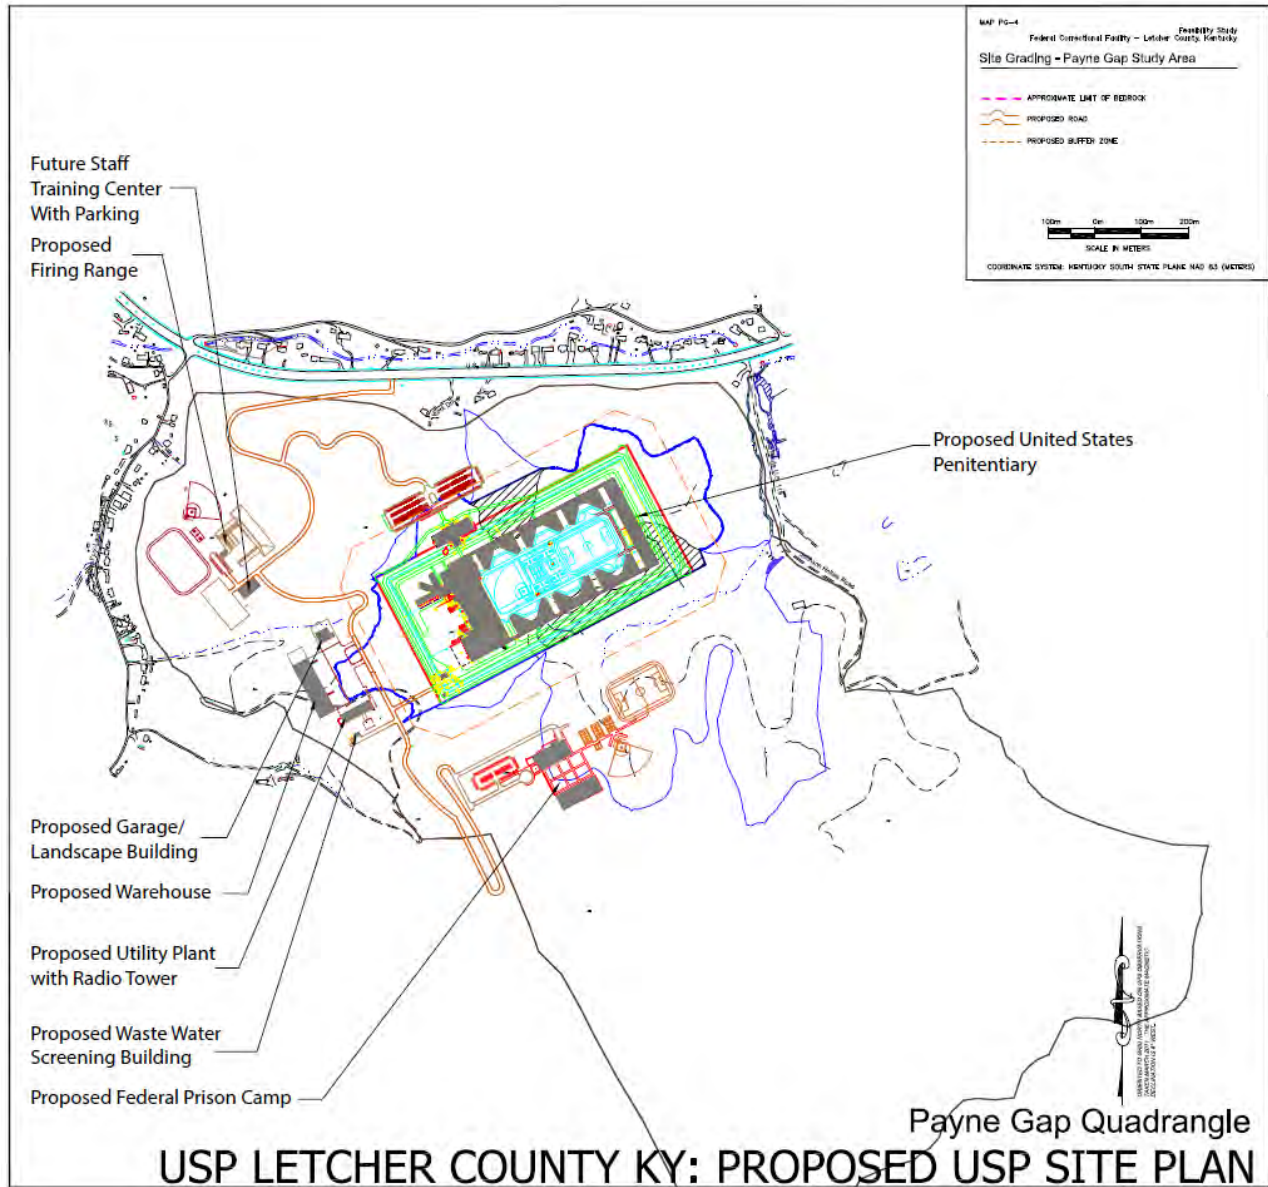 MAP PG-4
Feasibility Study
Federal Correctional Facility - Letcher County, Kentucky
Site Grading - Payne Gap Study Area
APPROXIMATE LIMIT OF BEDROCK
PROPOSED ROAD
PROPOSED BUFFER ZONE
100m 0m 100m 200m
SCALE IN METERS
COORDINATE SYSTEM: KENTUCKY SOUTH STATE PLANE NAD 83 (METERS)
Future Staff
Training Center
With Parking
Proposed
Firing Range
Proposed United States
Penitentiary
Proposed Garage/
Landscape Building
Proposed Warehouse
Proposed Utility Plant
with Radio Tower
Proposed Waste Water
Screening Building
Proposed Federal Prison Camp
Payne Gap Quadrangle
USP LETCHER COUNTY KY: PROPOSED USP SITE PLAN